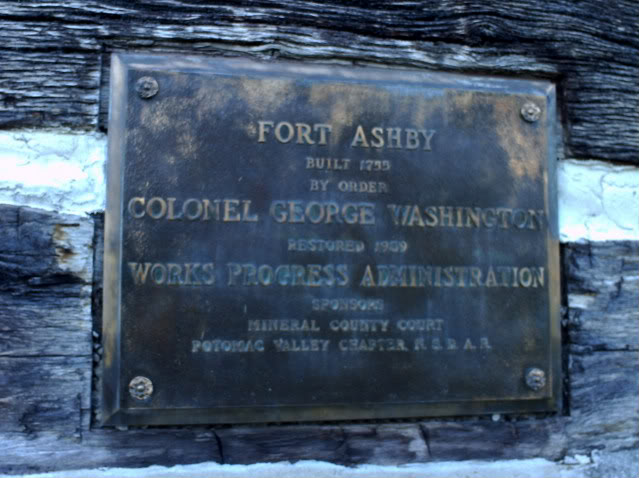 FORT ASHBY
BUILT 1755
BY ORDER
COLONEL GEORGE WASHINGTON
RESTORED 1939
WORKS PROGRESS ADMINISTRATION
SPONSORS
MINERAL COUNTY COURT
POTOMAC VALLEY CHAPTER N.S.D.A.R.